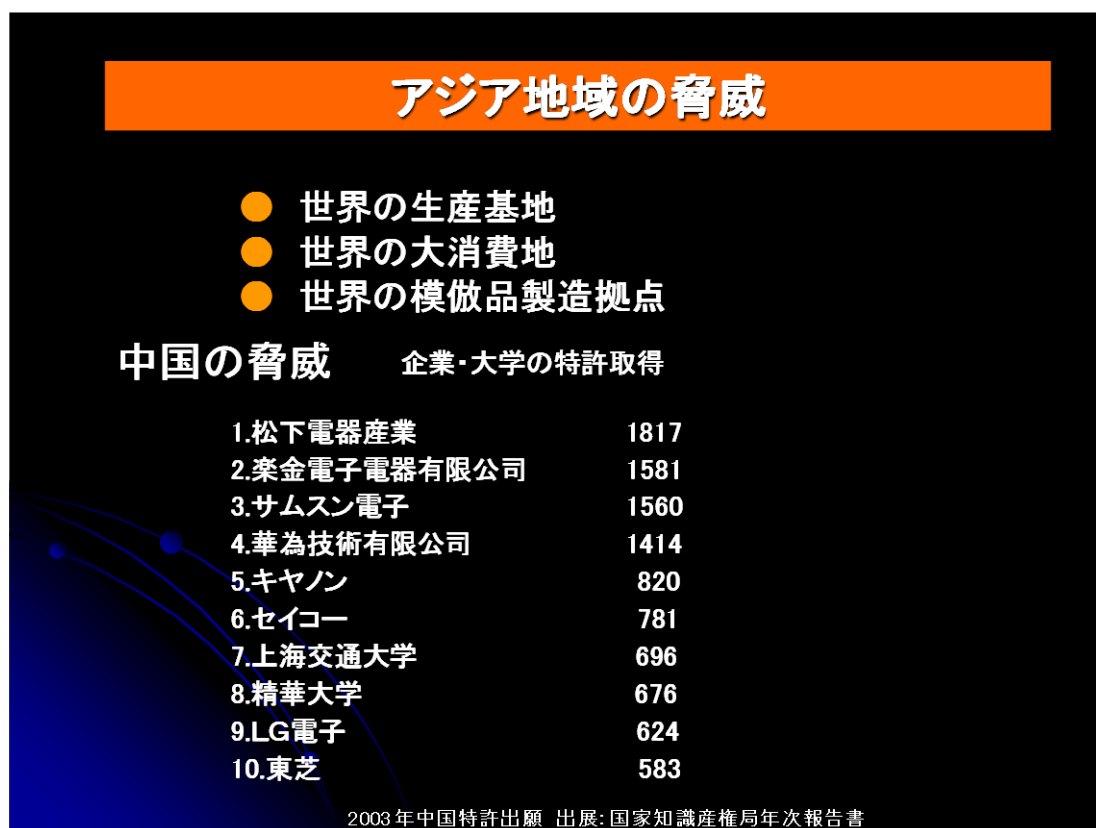 アジア地域の脅威
● 世界の生産基地
● 世界の大消費地
● 世界の模倣品製造拠点
中国の脅威 企業・大学の特許取得
1.松下電器産業 1817
2.楽金電子電器有限公司 1581
3.サムスン電子 1560
4.華為技術有限公司 1414
5.キヤノン 820
6.セイコー 781
7.上海交通大学 696
8.精華大学 676
9.LG電子 624
10.東芝 583
2003年中国特許出願 出展:国家知識産権局年次報告書